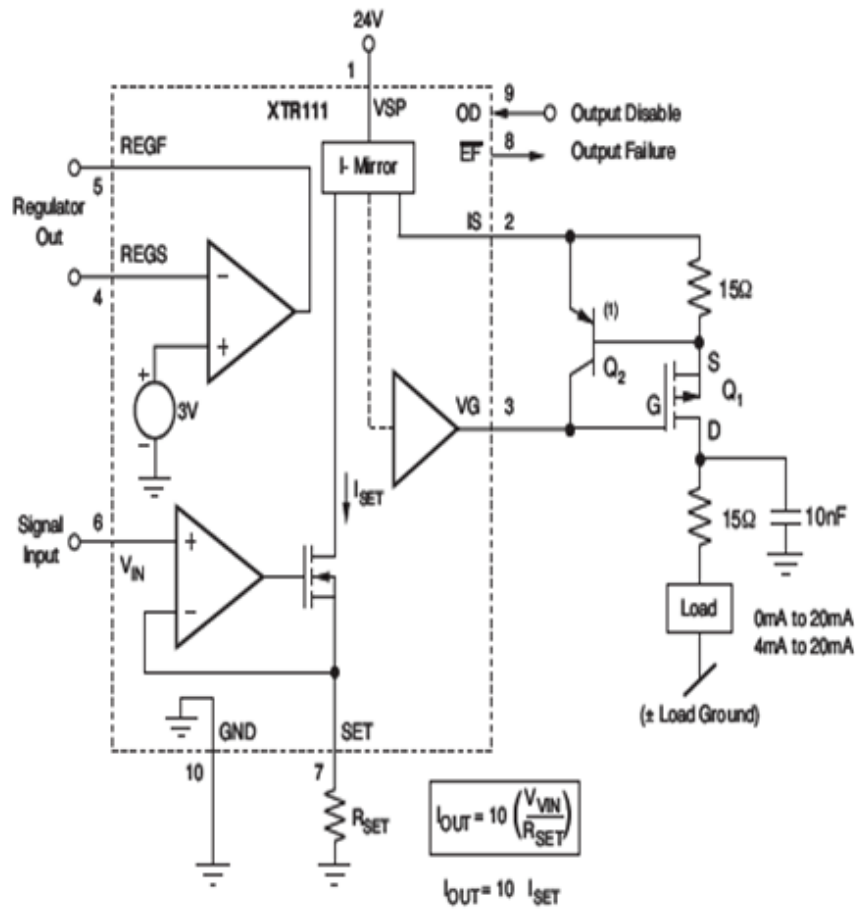 24V
1
XTR111
VSP
OD
9
Output Disable
EF
8
Output Failure
REGF
5
I- Mirror
Regulator
Out
IS
2
REGS
4
15Ω
(1)
S
Q2
Q1
G
VG
3
D
3V
ISET
15Ω
10nF
Signal
Input
6
VIN
Load
0mA to 20mA
4mA to 20mA
(± Load Ground)
GND
SET
10
7
RSET
IOUT = 10 (VVIN/RSET)
IOUT = 10 ISET